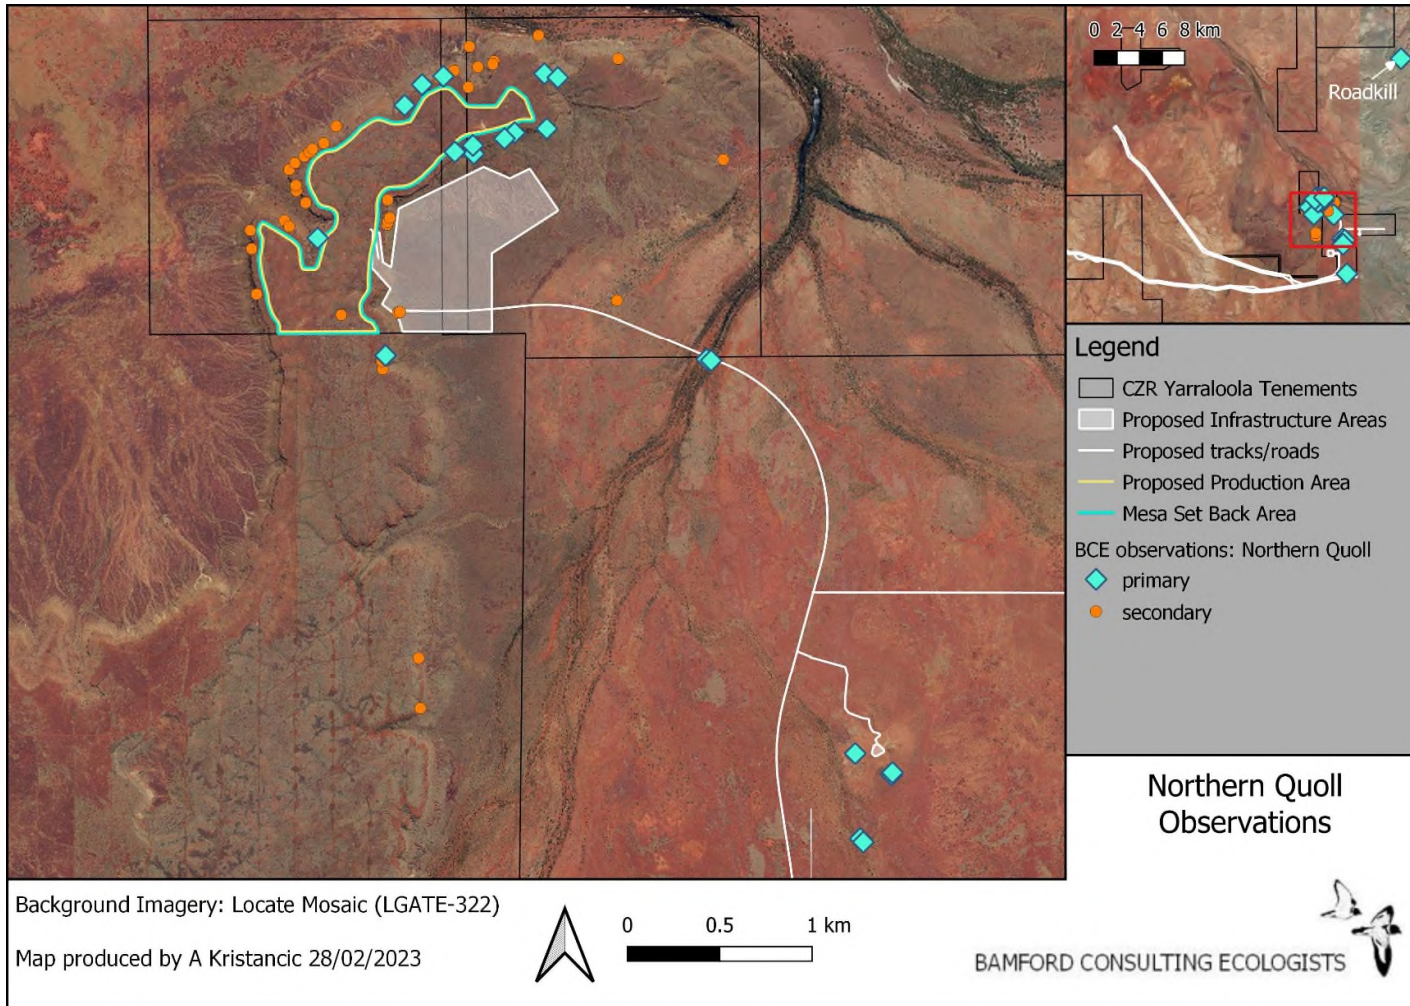 0 2 4 6 8 km
Roadkill
Legend
CZR Yarraloola Tenements
Proposed Infrastructure Areas
Proposed tracks/roads
Proposed Production Area
Mesa Set Back Area
BCE observations: Northern Quoll
primary
secondary
Northern Quoll
Observations
Background Imagery: Locate Mosaic (LGATE-322)
Map produced by A Kristancic 28/02/2023
0 0.5 1 km
BAMFORD CONSULTING ECOLOGISTS